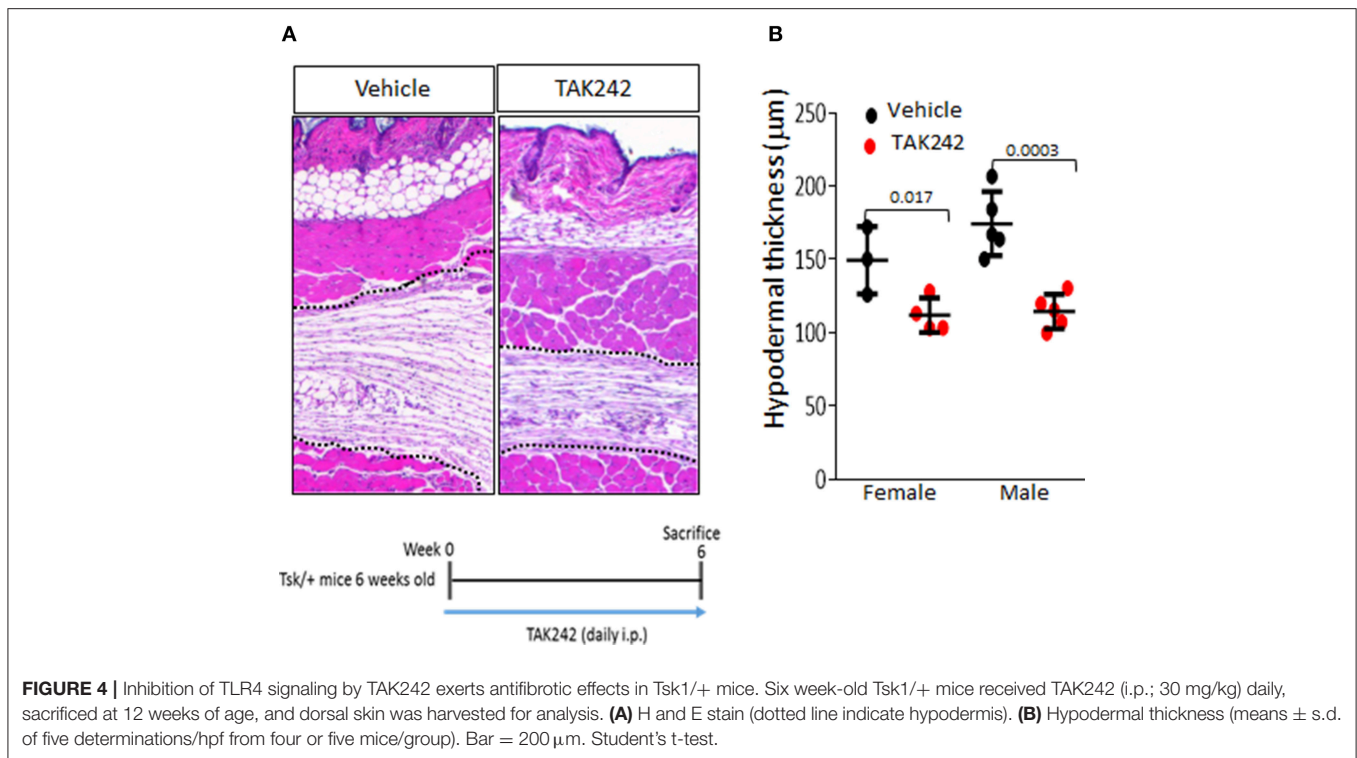 A
Vehicle
TAK242
Week 0
Sacrifice
6
Tsk/+ mice 6 weeks old
TAK242 (daily i.p.)
B
Hypodermal thickness (μm)
250
200
150
100
50
0
Vehicle
TAK242
0.017
0.0003
Female
Male
FIGURE 4 | Inhibition of TLR4 signaling by TAK242 exerts antifibrotic effects in Tsk1/+ mice. Six week-old Tsk1/+ mice received TAK242 (i.p.; 30 mg/kg) daily,
sacrificed at 12 weeks of age, and dorsal skin was harvested for analysis. (A) H and E stain (dotted line indicate hypodermis). (B) Hypodermal thickness (means ± s.d.
of five determinations/hpf from four or five mice/group). Bar = 200 μm. Student's t-test.